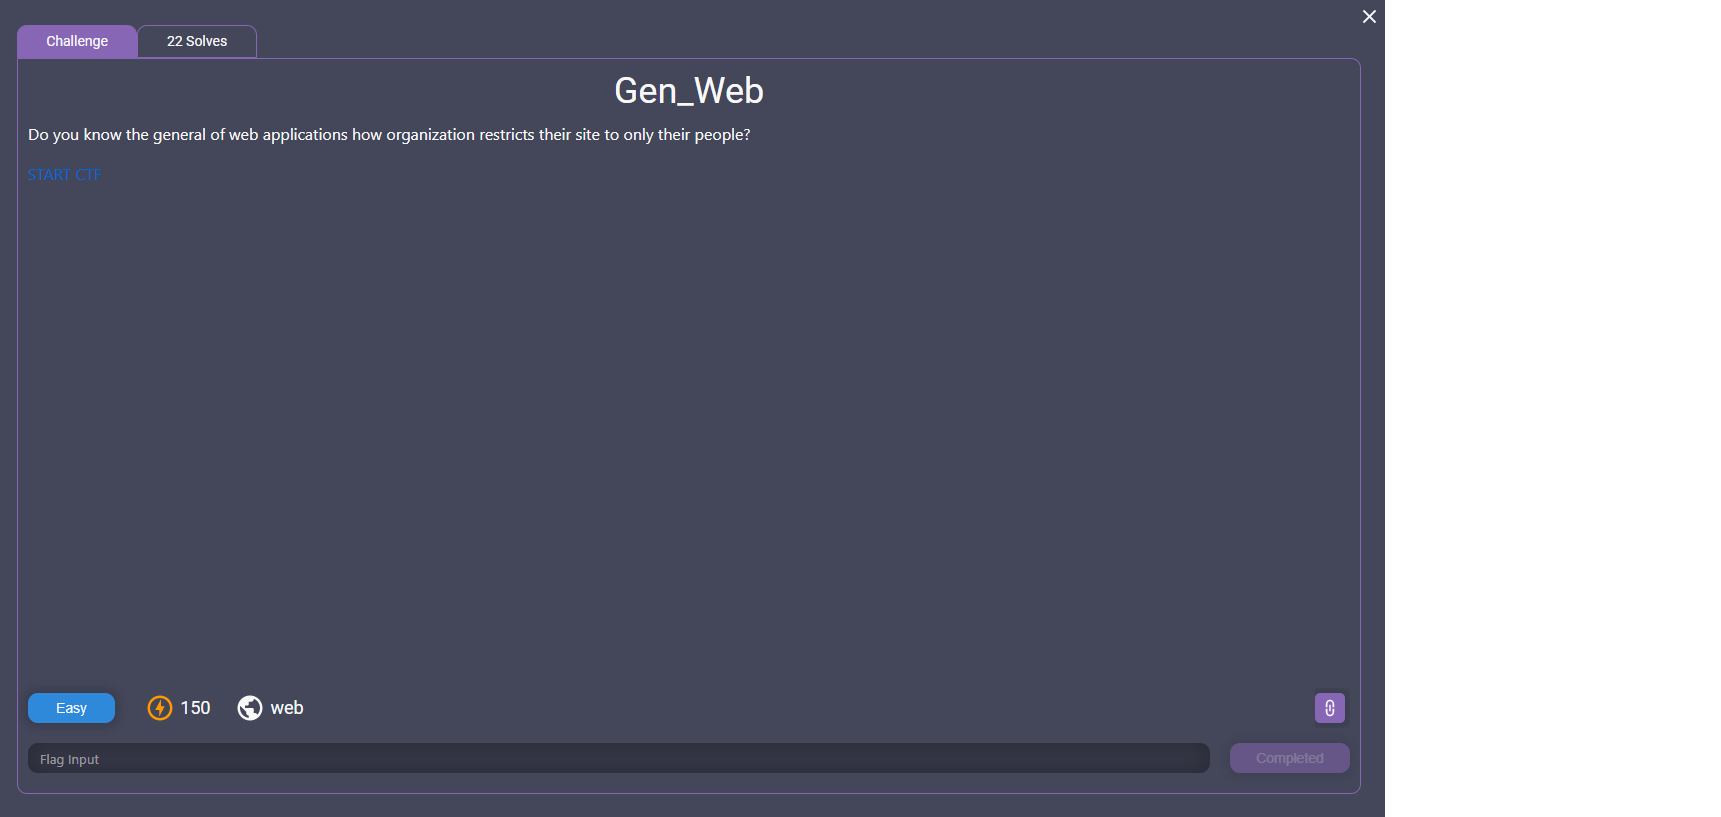 Challenge
22 Solves
Gen_Web
Do you know the general of web applications how organization restricts their site to only their people?
START CTF
Easy
150
web
Flag Input
Completed